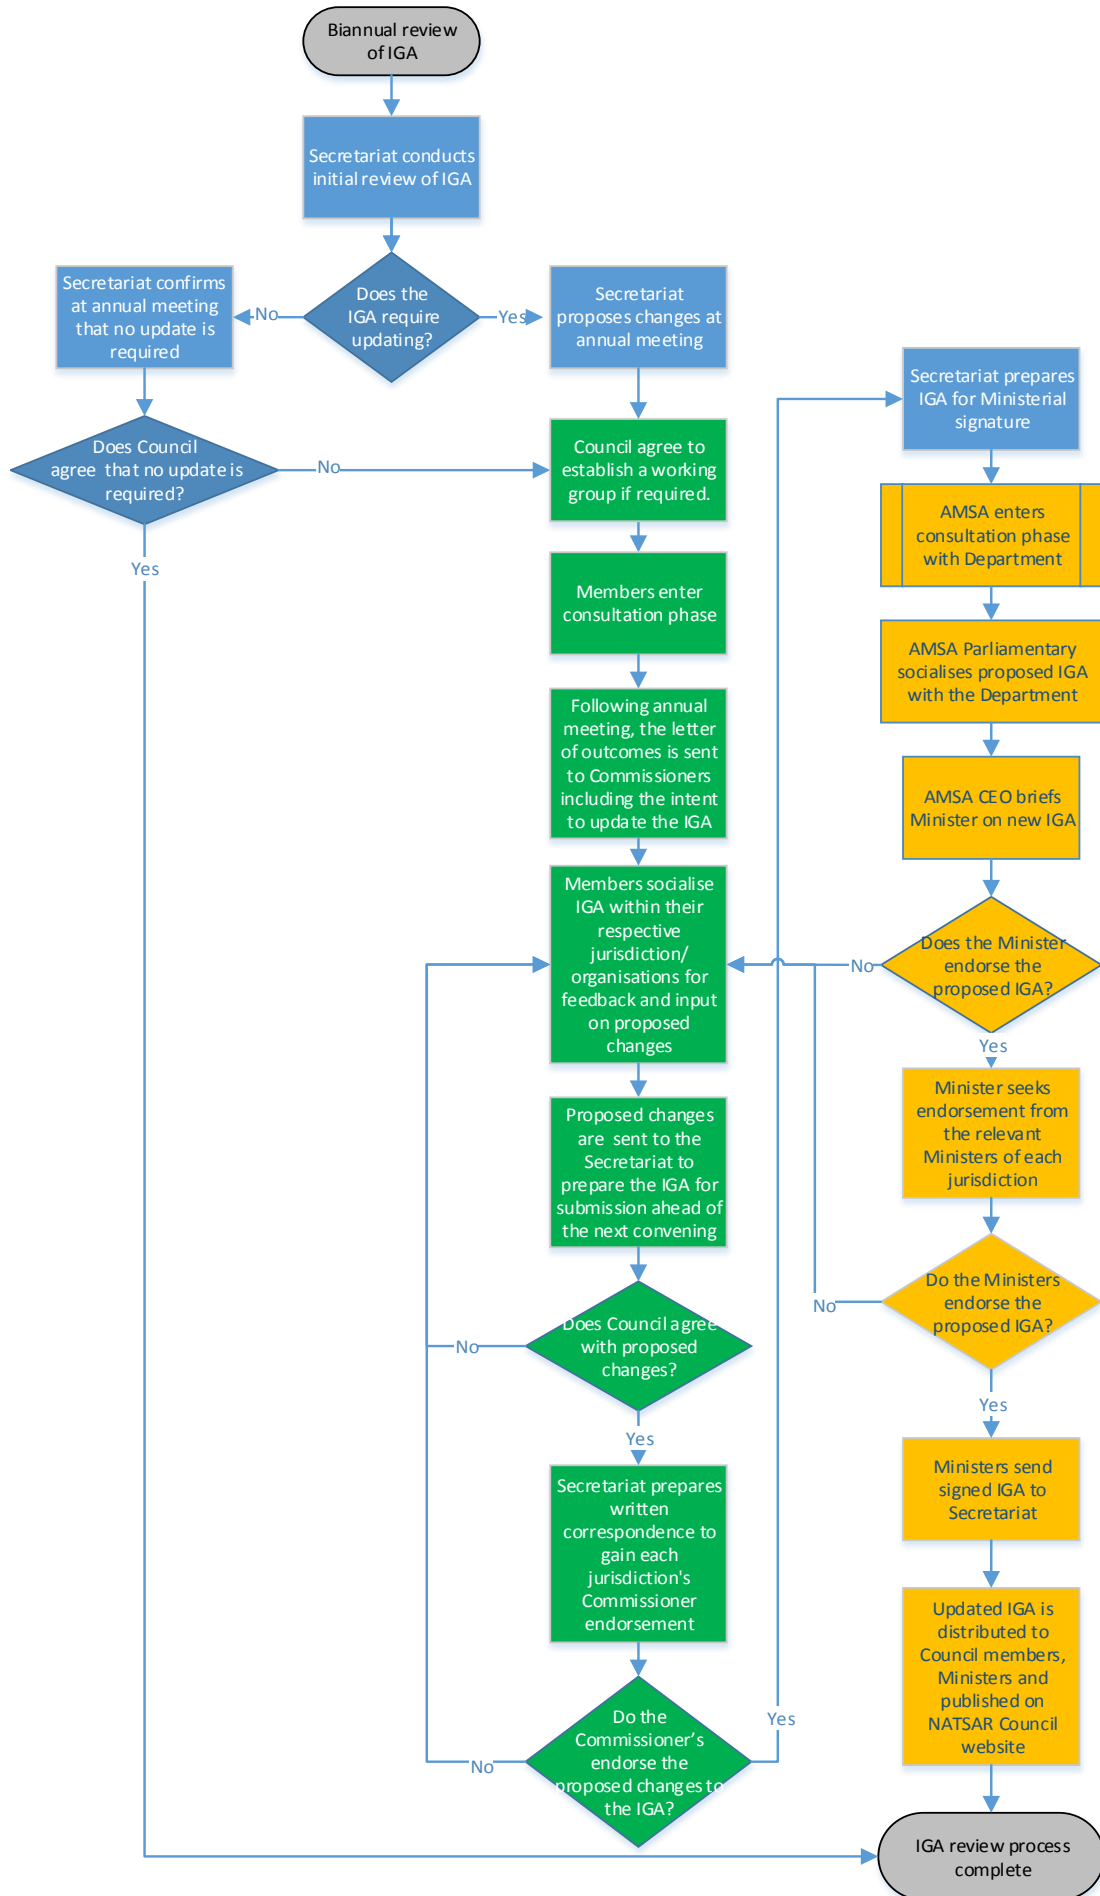 Biannual review
of IGA
Secretariat conducts
initial review of IGA
Does the
IGA require
updating?
No
Yes
Secretariat confirms
at annual meeting
that no update is
required
Secretariat
proposes changes at
annual meeting
Does Council
agree that no update is
required?
No
Yes
Council agree to
establish a working
group if required.
Members enter
consultation phase
Following annual
meeting, the letter
of outcomes is sent
to Commissioners
including the intent
to update the IGA
Members socialise
IGA within their
respective
jurisdiction/
organisations for
feedback and input
on proposed
changes
Proposed changes
are sent to the
Secretariat to
prepare the IGA for
submission ahead of
the next convening
Does Council agree
with proposed
changes?
No
Yes
Secretariat prepares
written
correspondence to
gain each
jurisdiction's
Commissioner
endorsement
Do the
Commissioner’s
endorse the
proposed changes to
the IGA?
No
Yes
Secretariat prepares
IGA for Ministerial
signature
AMSA enters
consultation phase
with Department
AMSA Parliamentary
socialises proposed IGA
with the Department
AMSA CEO briefs
Minister on new IGA
Does the Minister
endorse the
proposed IGA?
No
Yes
Minister seeks
endorsement from
the relevant
Ministers of each
jurisdiction
Do the Ministers
endorse the
proposed IGA?
No
Yes
Ministers send
signed IGA to
Secretariat
Updated IGA is
distributed to
Council members,
Ministers and
published on
NATSAR Council
website
IGA review process
complete